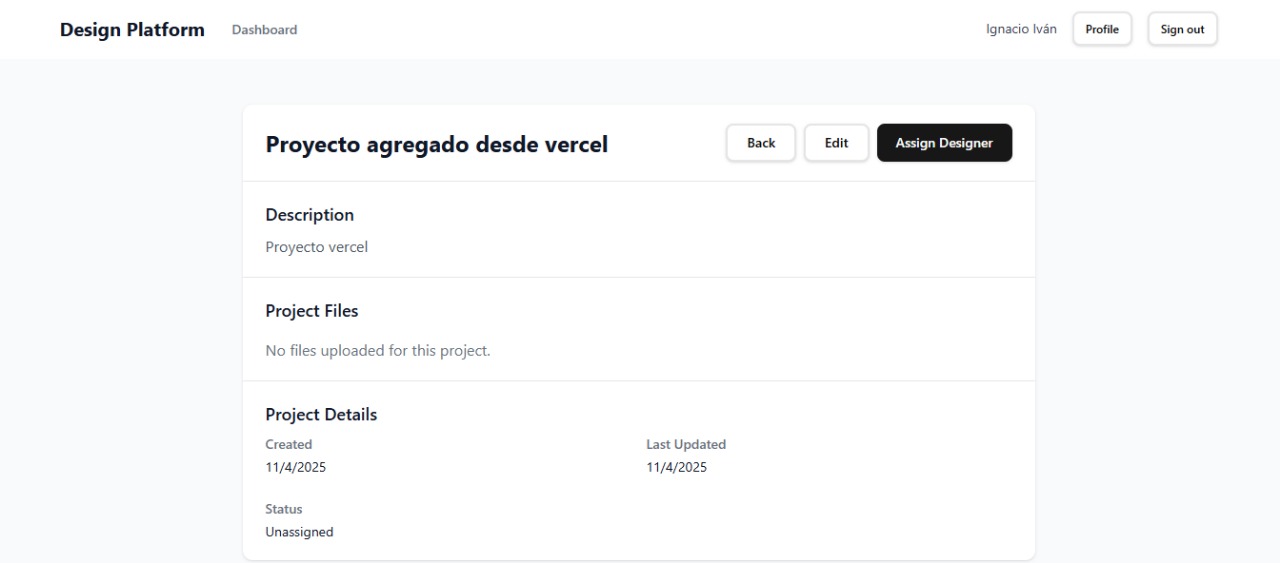 Design Platform Dashboard Ignacio Iván Profile Sign out
Proyecto agregado desde vercel Back Edit Assign Designer
Description
Proyecto vercel
Project Files
No files uploaded for this project.
Project Details
Created Last Updated
11/4/2025 11/4/2025
Status
Unassigned